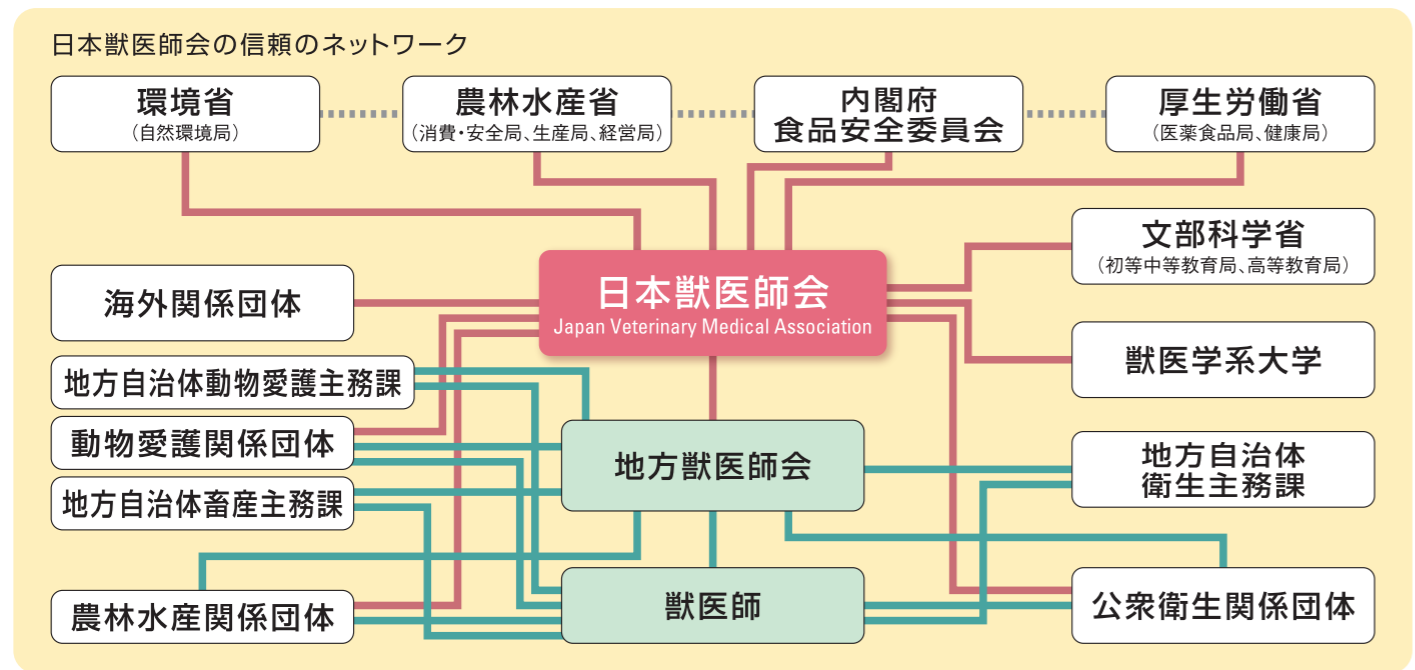 日本獣医師会の信頼のネットワーク
環境省
（自然環境局）
農林水産省
（消費・安全局、生産局、経営局）
内閣府
食品安全委員会
厚生労働省
（医薬食品局、健康局）
文部科学省
（初等中等教育局、高等教育局）
日本獣医師会
Japan Veterinary Medical Association
海外関係団体
獣医学系大学
地方自治体動物愛護主務課
動物愛護関係団体
地方獣医師会
地方自治体
衛生主務課
地方自治体畜産主務課
獣医師
農林水産関係団体
公衆衛生関係団体